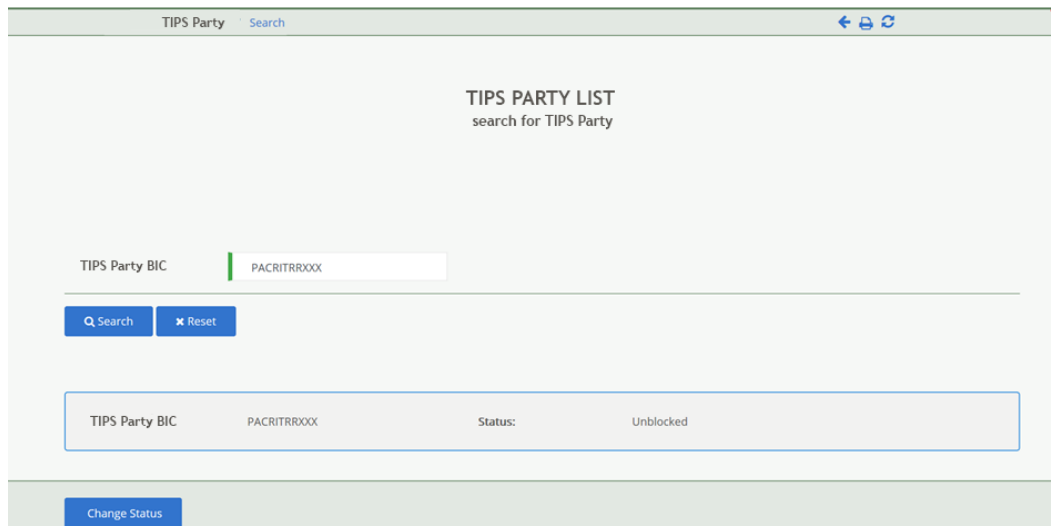 TIPS Party Search
TIPS PARTY LIST
search for TIPS Party
TIPS Party BIC PACRITRRXXX
Search Reset
TIPS Party BIC PACRITRRXXX Status: Unblocked
Change Status